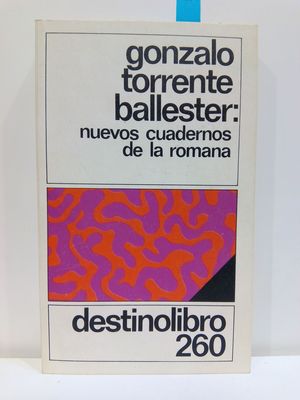 gonzalo
torrente
ballester:
nuevos cuadernos
de la romana
destinolibro
260